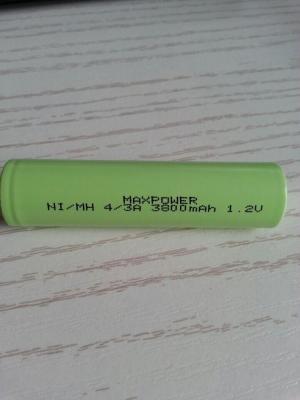 MAXPOWER
NI/MH 4/3A 3800mAh 1.2V